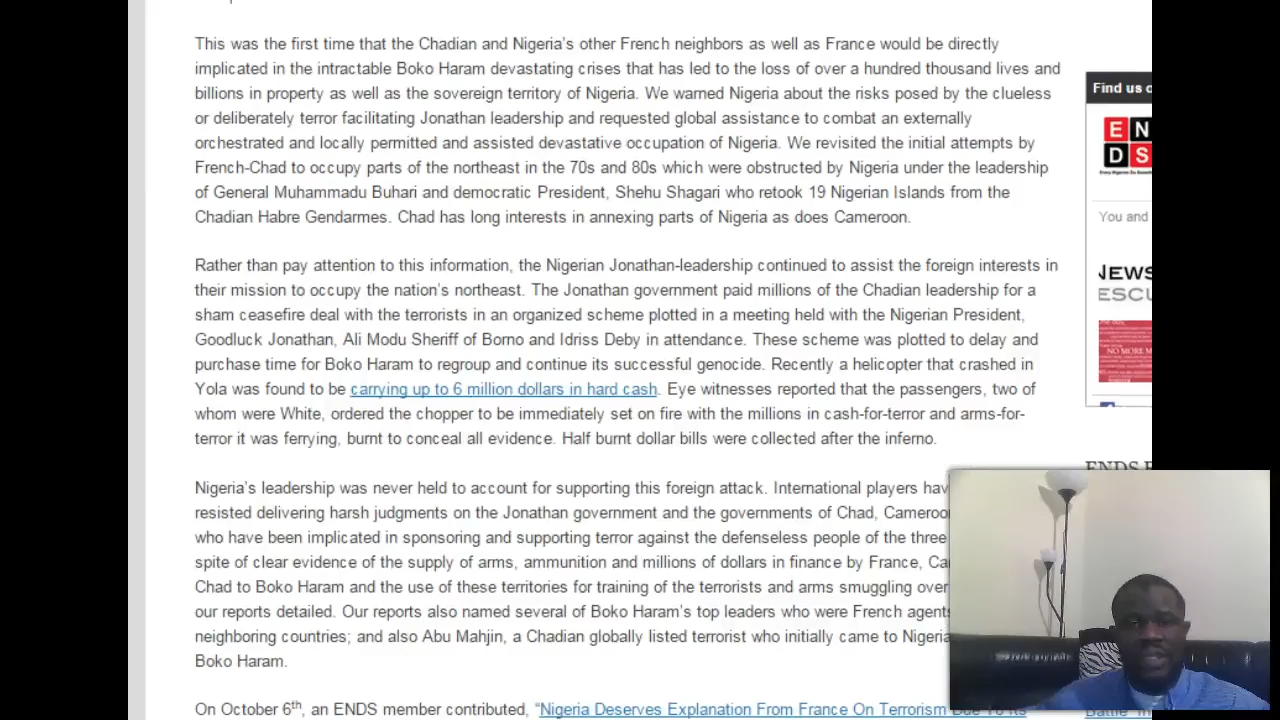 This was the first time that the Chadian and Nigeria's other French neighbors as well as France would be directly
implicated in the intractable Boko Haram devastating crises that has led to the loss of over a hundred thousand lives and
billions in property as well as sovereign territory of Nigeria. We warned Nigeria about the risks posed by the clueless
or deliberately terror facilitating Jonathan leadership and requested global assistance to combat an externally
orchestrated and locally permitted and assisted devastative occupation of Nigeria. We revisited the initial attempts by
French-Chad to occupy parts of the northeast in the 70s and 80s which were obstructed by Nigeria under the leadership
of General Muhammadu Buhari and democratic President, Shehu Shagari who retook 19 Nigerian Islands from the
Chadian Habre Gendarmes. Chad has long interests in annexing parts of Nigeria as does Cameroon.
Rather than pay attention to this information, the Nigerian Jonathan-leadership continued to assist the foreign interests in
their mission to occupy the nation's northeast. The Jonathan government paid millions of the Chadian leadership for a
sham ceasefire deal with the terrorists in an organized scheme plotted in a meeting held with the Nigerian President,
Goodluck Jonathan, Ali Modu Sheriff of Borno and Idriss Deby in attendance. These schemes was plotted to delay and
purchase time for Boko Haram to regroup and continue its successful genocide. Recently a helicopter that crashed in
Yola was found to be carrying up to 6 million dollars in hard cash. Eye witnesses reported that the passengers, two of
whom were White, ordered the chopper to be immediately set on fire with the millions in cash-for-terror and arms-for-
terror it was ferrying, burnt to conceal all evidence. Half burnt dollar bills were collected after the inferno.
Nigeria's leadership was never held to account for supporting this foreign attack. International players hav
resisted delivering harsh judgments on the Jonathan government and the governments of Chad, Cameroo
who have been implicated in sponsoring and supporting terror against the defenseless people of the three
spite of clear evidence of the supply of arms, ammunition and millions of dollars in finance by France, Ca
Chad to Boko Haram and the use of these territories for training of the terrorists and arms smuggling over
our reports detailed. Our reports also named several of Boko Haram's top leaders who were French agents
neighboring countries; and also Abu Mahjin, a Chadian globally listed terrorist who initially came to Nigeria
Boko Haram.
On October 6th, an ENDS member contributed, "Nigeria Deserves Explanation From France On Terrorism Due To Its
Find us o
E N
D S
You and
NEWS
ESCU
NO MORE M
ENDS E
Battle